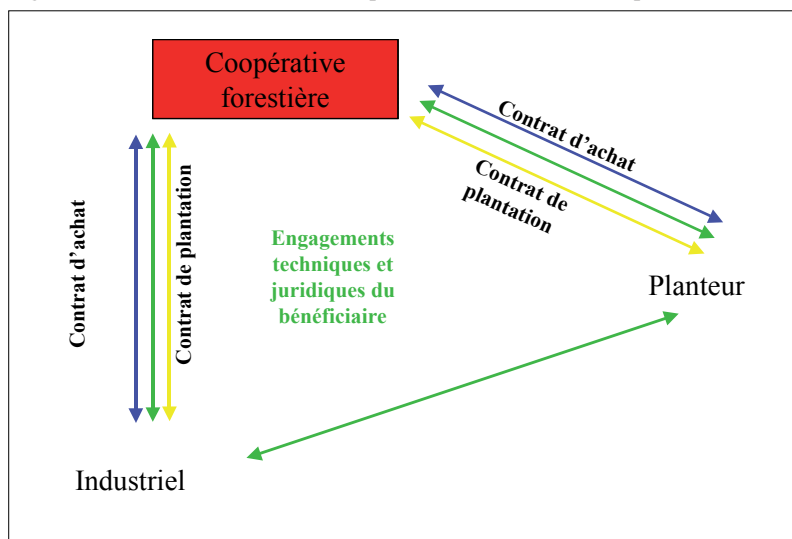 Coopérative
forestière
Contrat d'achat
Contrat de
plantation
Contrat d'achat
Contrat de plantation
Engagements
techniques et
juridiques du
bénéficiaire
Planteur
Industriel